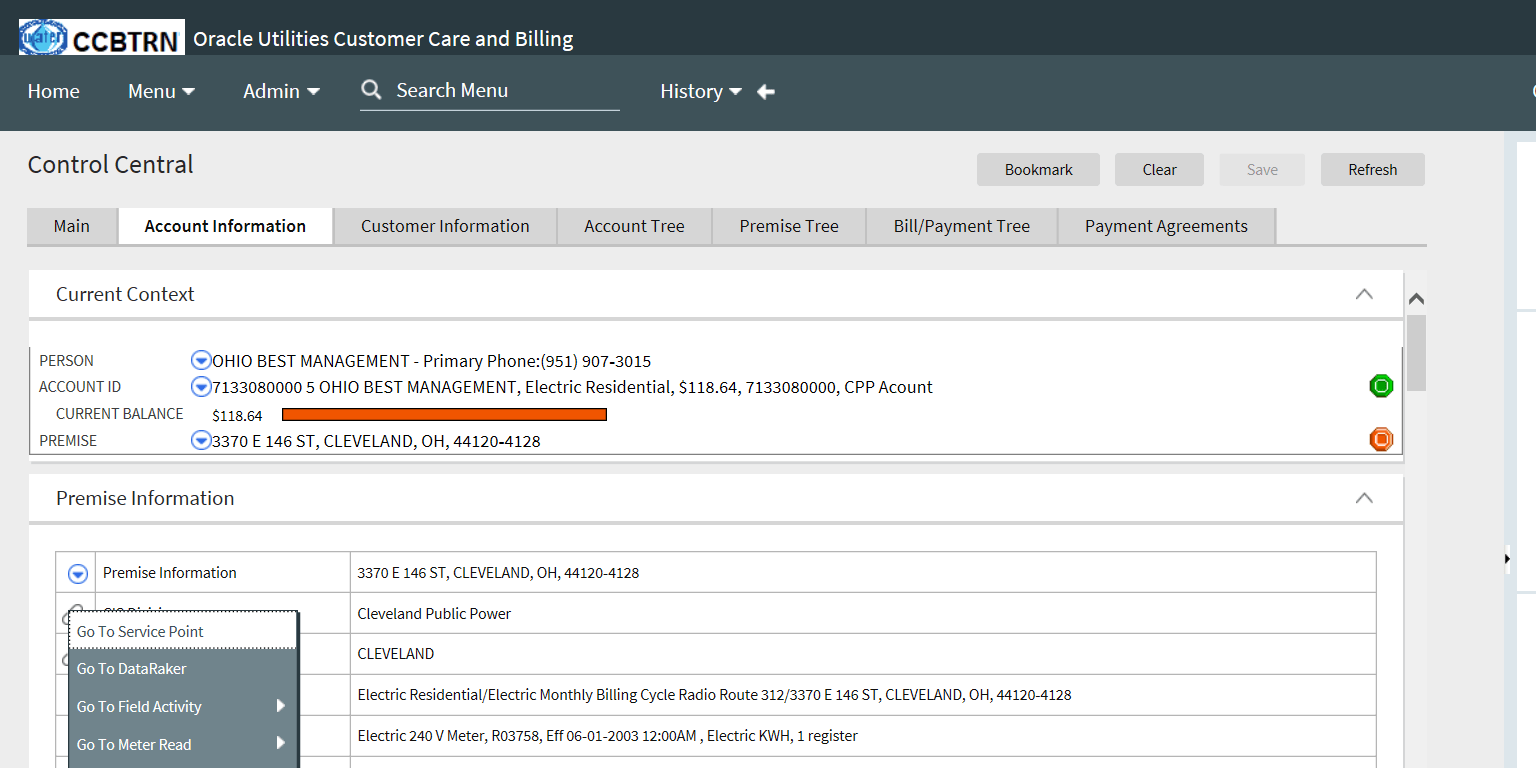 water CCBTRN Oracle Utilities Customer Care and Billing
Home Menu Admin Search Menu History
Control Central
Bookmark Clear Save Refresh
Main Account Information Customer Information Account Tree Premise Tree Bill/Payment Tree Payment Agreements
Current Context
PERSON OHIO BEST MANAGEMENT - Primary Phone:(951) 907-3015
ACCOUNT ID 7133080000 5 OHIO BEST MANAGEMENT, Electric Residential, $118.64, 7133080000, CPP Acount
CURRENT BALANCE $118.64
PREMISE 3370 E 146 ST, CLEVELAND, OH, 44120-4128
Premise Information
Premise Information 3370 E 146 ST, CLEVELAND, OH, 44120-4128
Cleveland Public Power
Go To Service Point
CLEVELAND
Go To DataRaker
Electric Residential/Electric Monthly Billing Cycle Radio Route 312/3370 E 146 ST, CLEVELAND, OH, 44120-4128
Go To Field Activity
Electric 240 V Meter, R03758, Eff 06-01-2003 12:00AM , Electric KWH, 1 register
Go To Meter Read